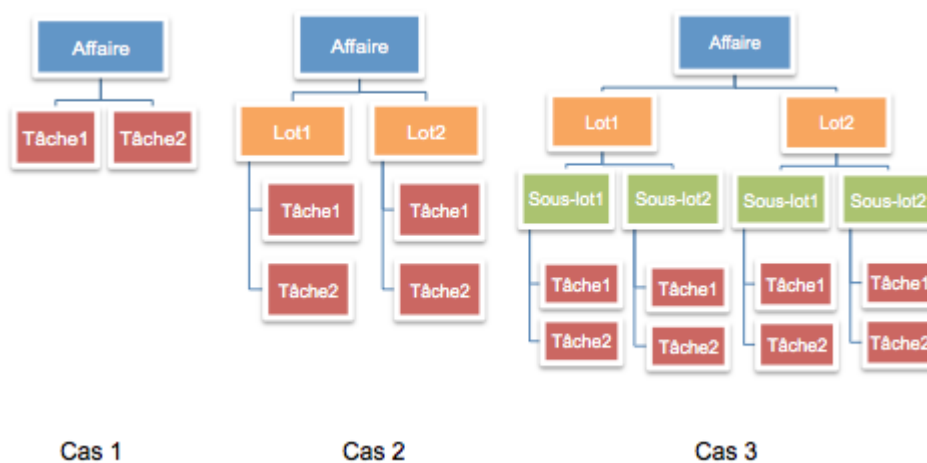 Affaire
Tâche1 Tâche2
Cas 1
Affaire
Lot1 Lot2
Tâche1 Tâche1
Tâche2 Tâche2
Cas 2
Affaire
Lot1 Lot2
Sous-lot1 Sous-lot2 Sous-lot1 Sous-lot2
Tâche1 Tâche1 Tâche1 Tâche1
Tâche2 Tâche2 Tâche2 Tâche2
Cas 3